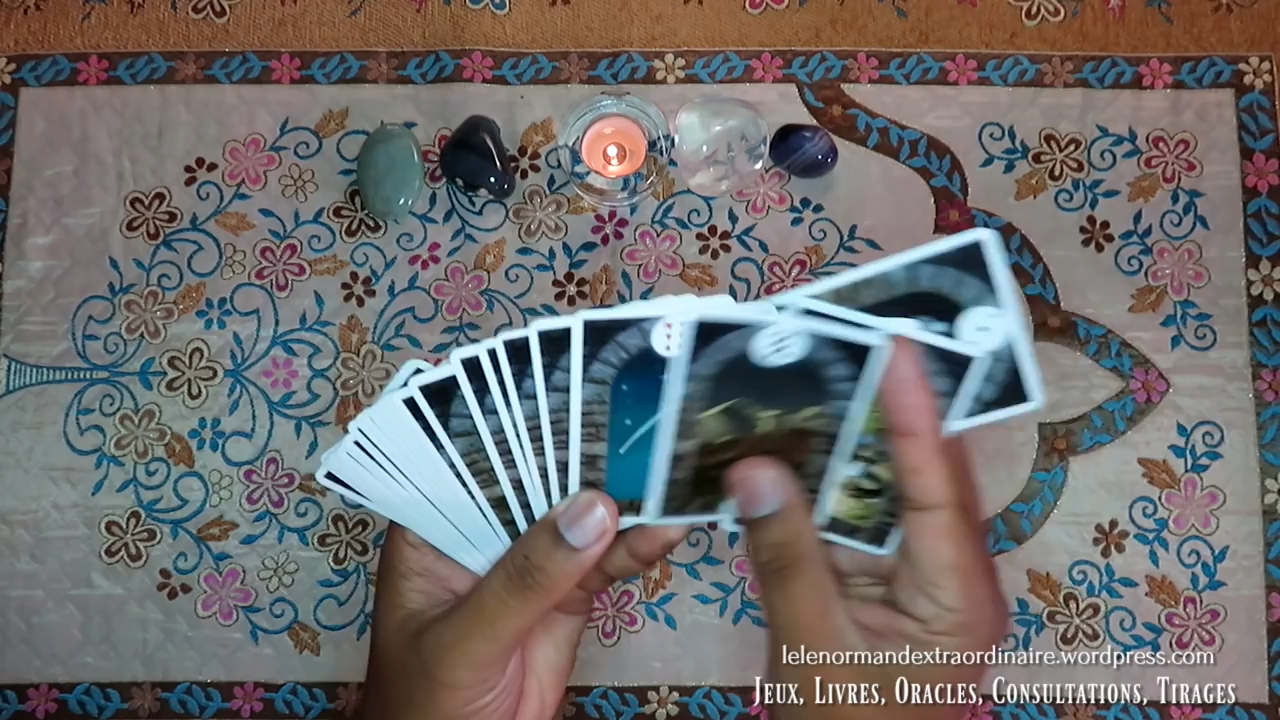 lelenormandextraordinaire.wordpress.com
Jeux, Livres, Oracles, Consultations, Tirages